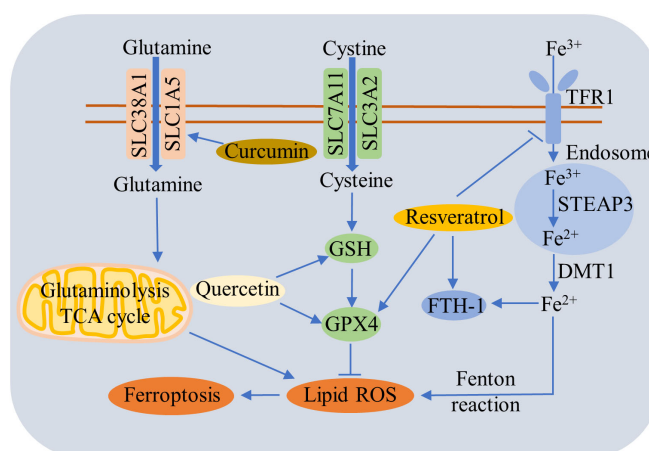 Glutamine
Cystine
Fe3+
SLC38A1
SLC1A5
SLC7A11
SLC3A2
TFR1
Curcumin
Endosome
Glutamine
Cysteine
Fe3+
STEAP3
Resveratrol
Fe2+
GSH
DMT1
Quercetin
Glutaminolysis
TCA cycle
FTH-1
Fe2+
GPX4
Ferroptosis
Lipid ROS
Fenton
reaction